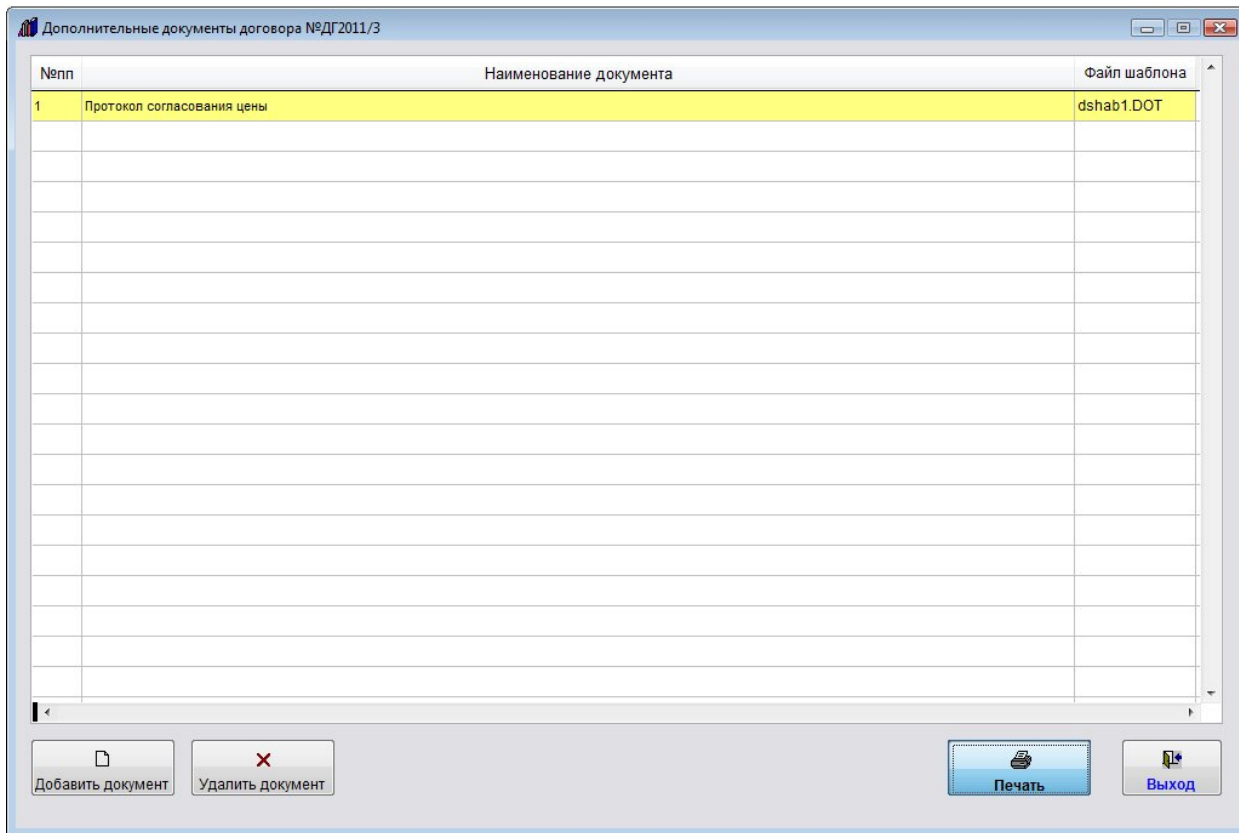 Дополнительные документы договора №ДГ2011/3
№пп Наименование документа Файл шаблона
1 Протокол согласования цены dshab1.DOT
Добавить документ Удалить документ Печать Выход